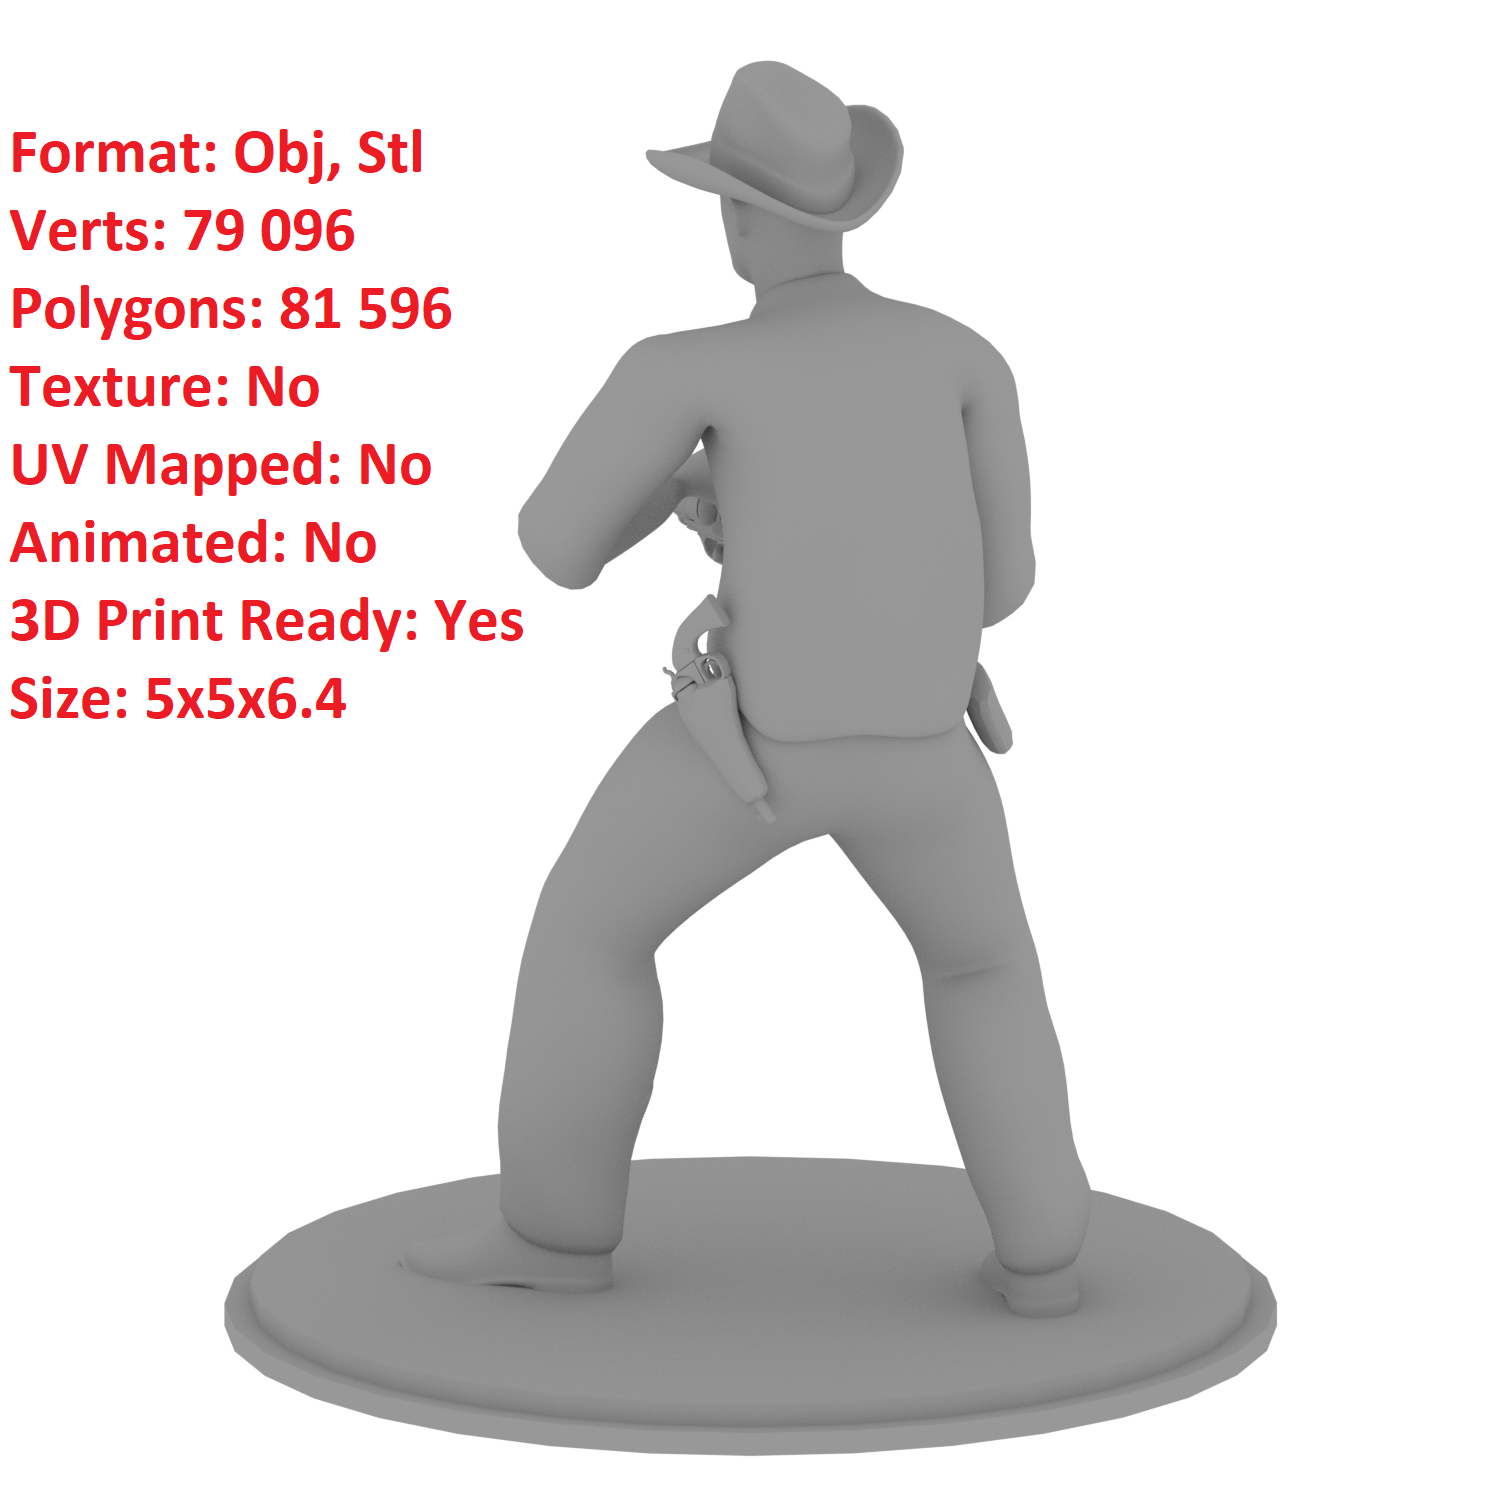 Format: Obj, Stl
Verts: 79 096
Polygons: 81 596
Texture: No
UV Mapped: No
Animated: No
3D Print Ready: Yes
Size: 5x5x6.4